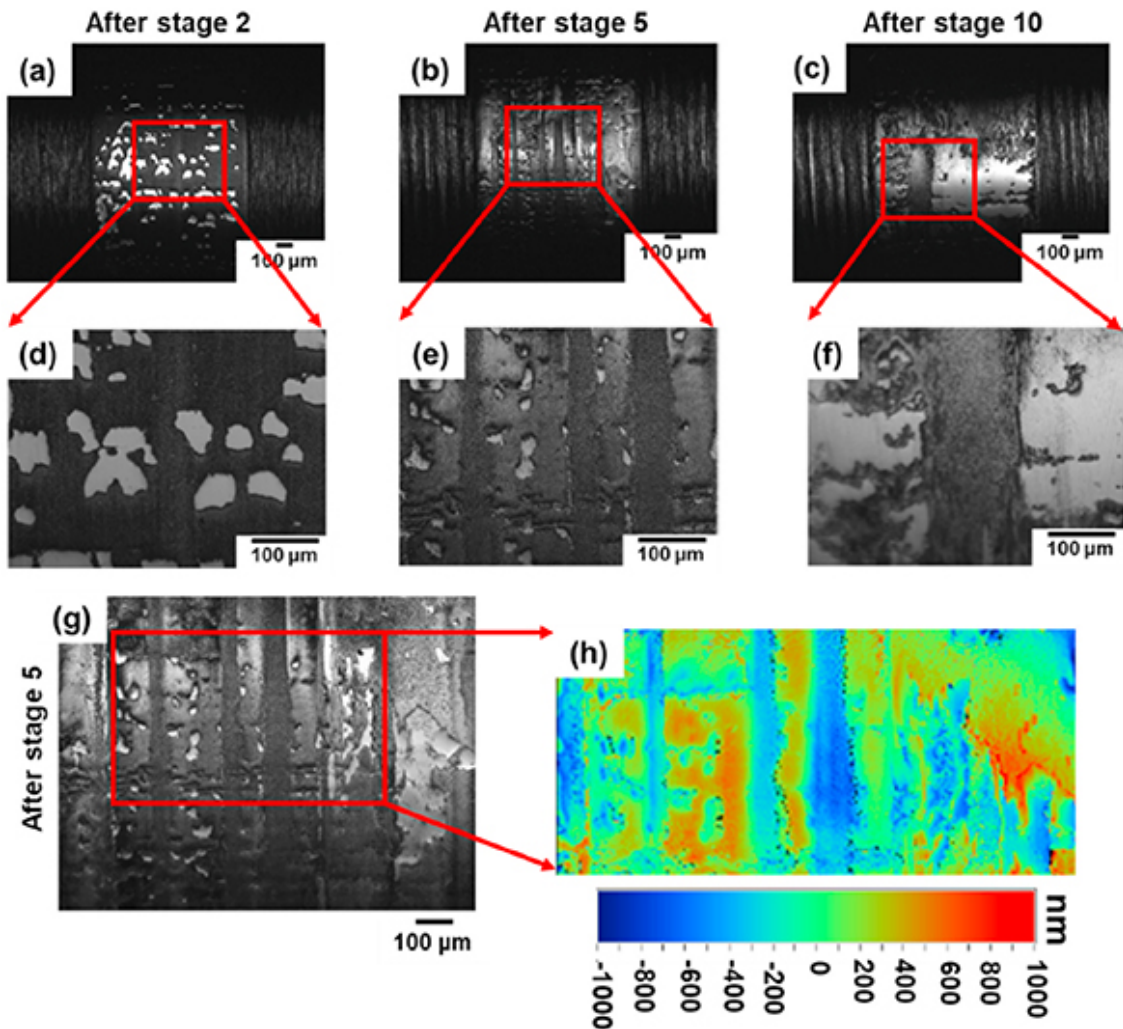 After stage 2
After stage 5
After stage 10
(a)
(b)
(c)
100 µm
100 µm
100 µm
(d)
(e)
(f)
100 µm
100 µm
100 µm
(g)
(h)
After stage 5
100 µm
nm
-1000
-800
-600
-400
-200
0
200
400
600
800
1000